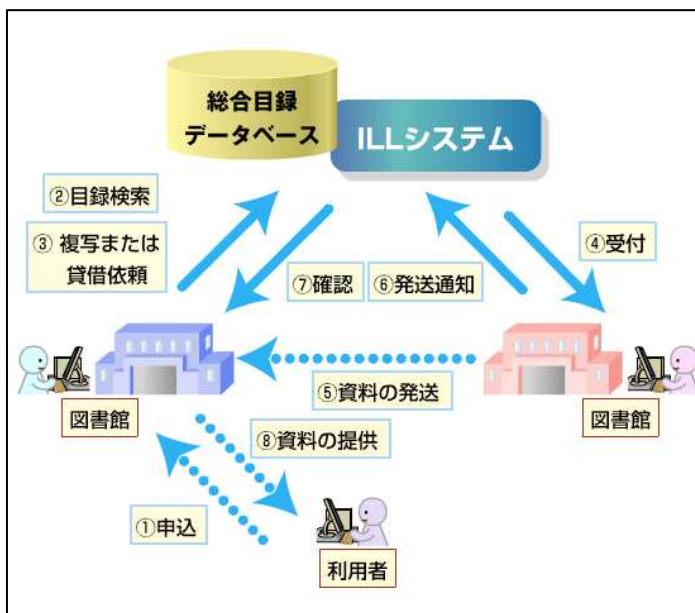 総合目録
データベース
ILLシステム
②目録検索
③ 複写または
貸借依頼
④受付
⑦確認
⑥発送通知
⑤資料の発送
図書館
図書館
⑧資料の提供
①申込
利用者